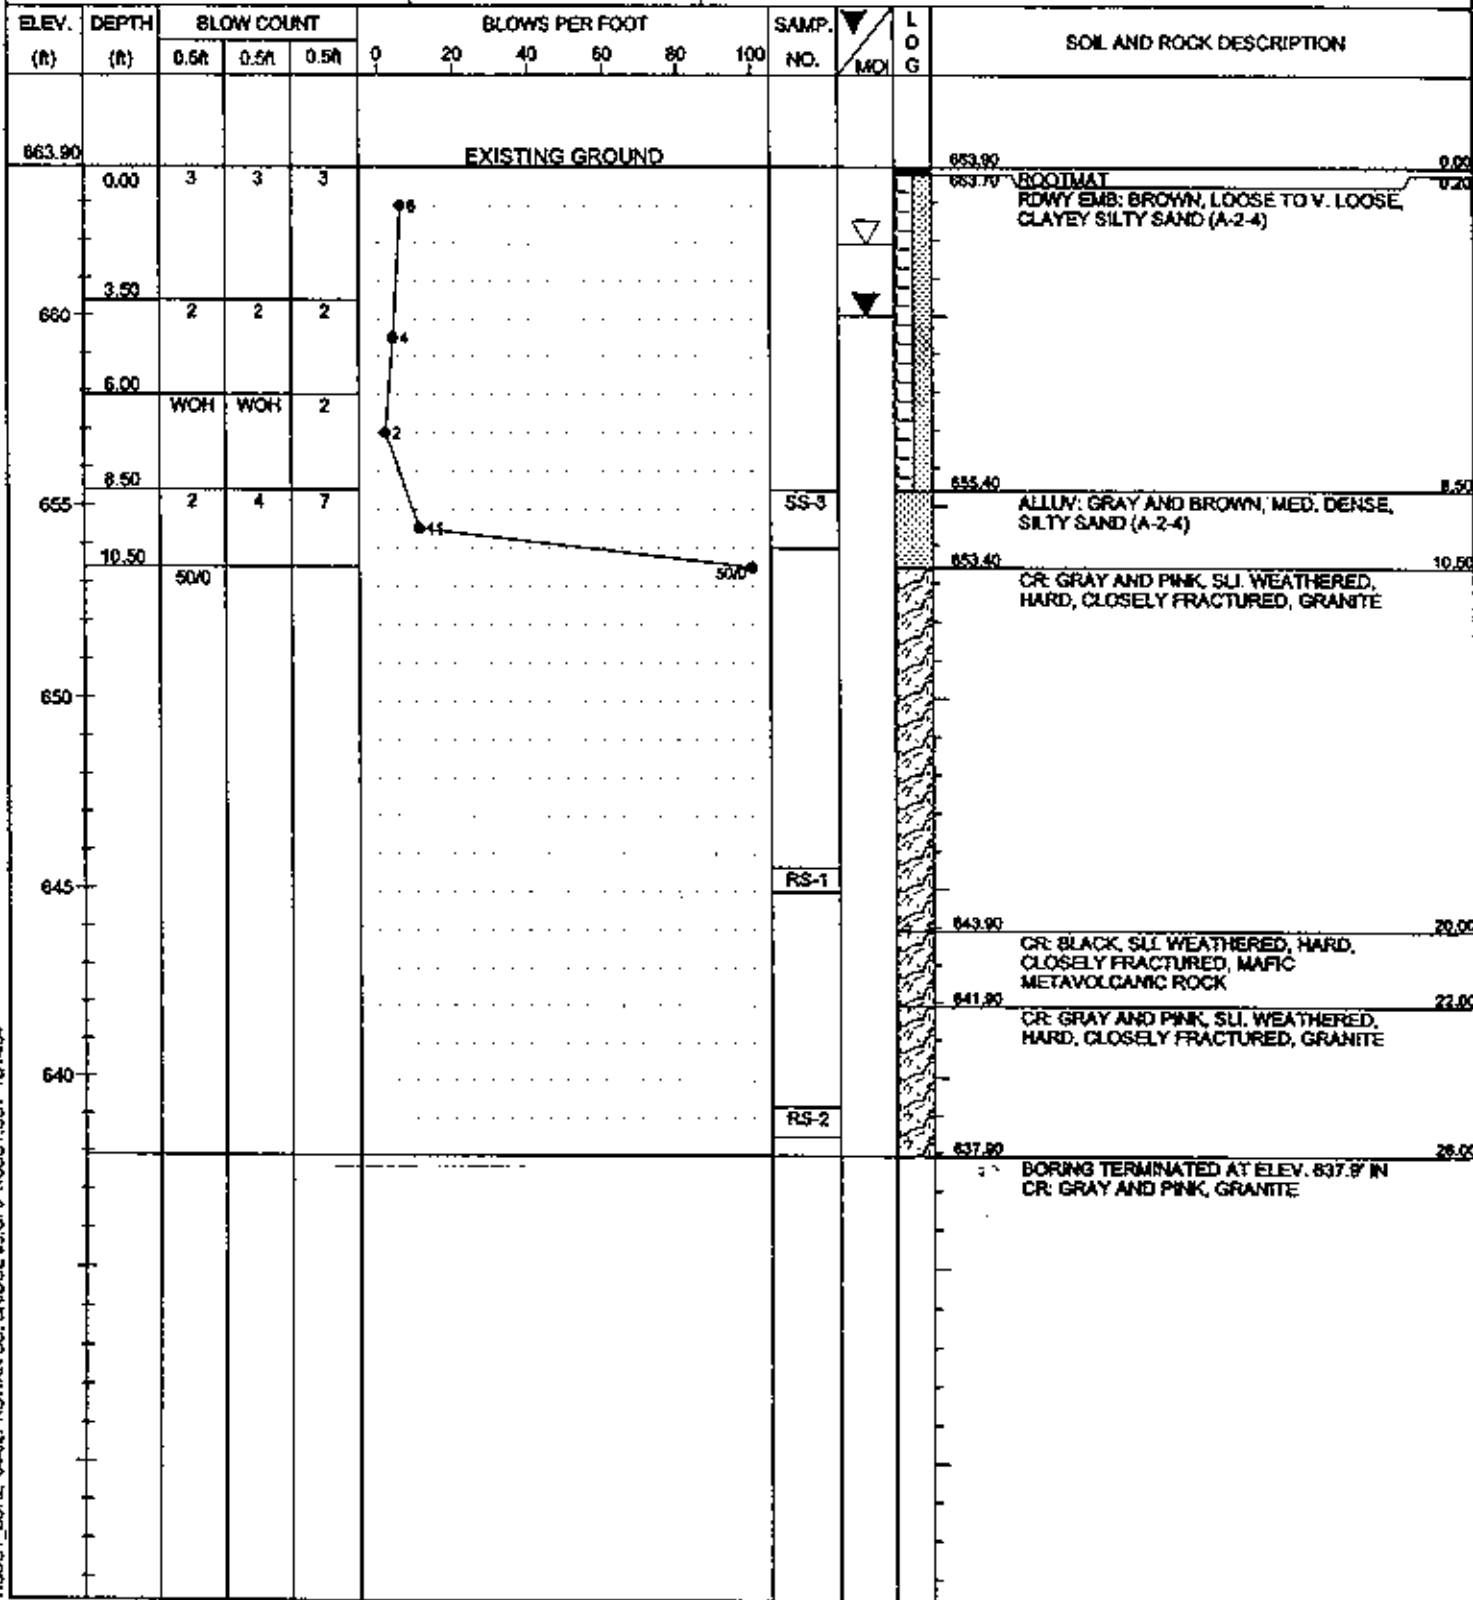 ELEV. DEPTH BLOW COUNT BLOWS PER FOOT SAMP. L O G SOIL AND ROCK DESCRIPTION
(ft) (ft) 0.5ft 0.5ft 0.5ft 0 20 40 60 80 100 NO. MOI
663.90 EXISTING GROUND 663.90 0.00
0.00 3 3 3 663.70 ROOTMAT 0.20
6 RDWY EMB: BROWN, LOOSE TO V. LOOSE,
CLAYEY SILTY SAND (A-2-4)
3.50
660 2 2 2
4
6.00
WOH WOH 2
2
8.50 655.40 8.50
655 2 4 7 SS-3 ALLUV: GRAY AND BROWN, MED. DENSE,
11 SILTY SAND (A-2-4)
10.50 653.40 10.50
50/0 50/0 CR: GRAY AND PINK, SLI. WEATHERED,
HARD, CLOSELY FRACTURED, GRANITE
650
645 RS-1
643.90 20.00
CR: BLACK, SLI. WEATHERED, HARD,
CLOSELY FRACTURED, MAFIC
METAVOLCANIC ROCK
641.90 22.00
CR: GRAY AND PINK, SLI. WEATHERED,
HARD, CLOSELY FRACTURED, GRANITE
640
RS-2
637.90 26.00
BORING TERMINATED AT ELEV. 637.9' IN
CR: GRAY AND PINK, GRANITE